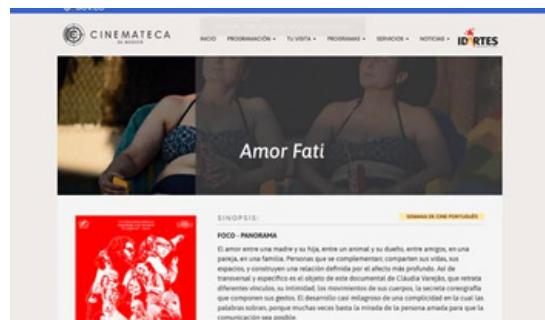 GOV.CO
CINEMATECA
DE BOGOTÁ
INICIO PROGRAMACIÓN TU VISITA PROGRAMAS SERVICIOS NOTICIAS IDARTES
Amor Fati
SINOPSIS:
SEMANA DE CINE PORTUGUÉS
FOCO - PANORAMA
El amor entre una madre y su hija, entre un animal y su dueño, entre amigos, en una
pareja, en una familia. Personas que se complementan; comparten sus vidas, sus
espacios, y construyen una relación definida por el afecto más profundo. Así de
transversal y específico es el objeto de este documental de Cláudia Varejão, que retrata
diferentes vínculos, su intimidad, los movimientos de sus cuerpos, la secreta coreografía
que componen sus gestos. El desarrollo casi milagroso de una complicidad en la cual las
palabras sobran, porque muchas veces basta la mirada de la persona amada para que la
comunicación sea posible.